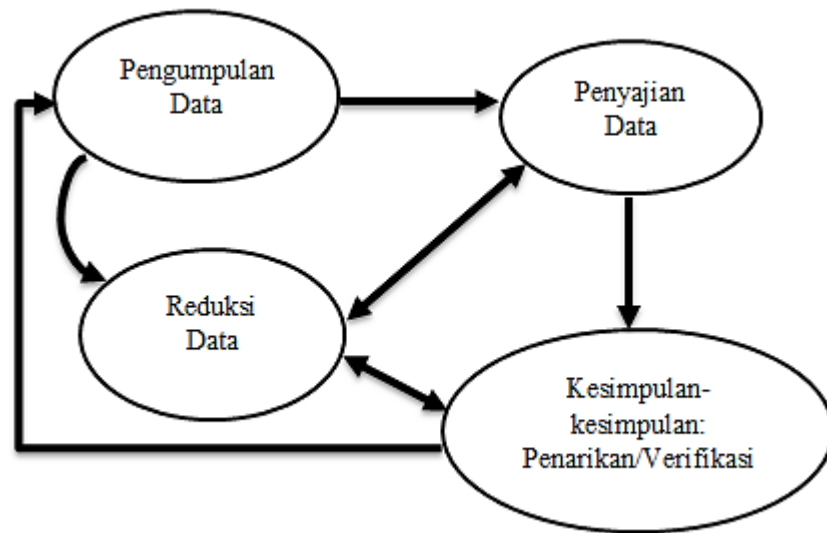 Pengumpulan
Data
Penyajian
Data
Reduksi
Data
Kesimpulan-
kesimpulan:
Penarikan/Verifikasi